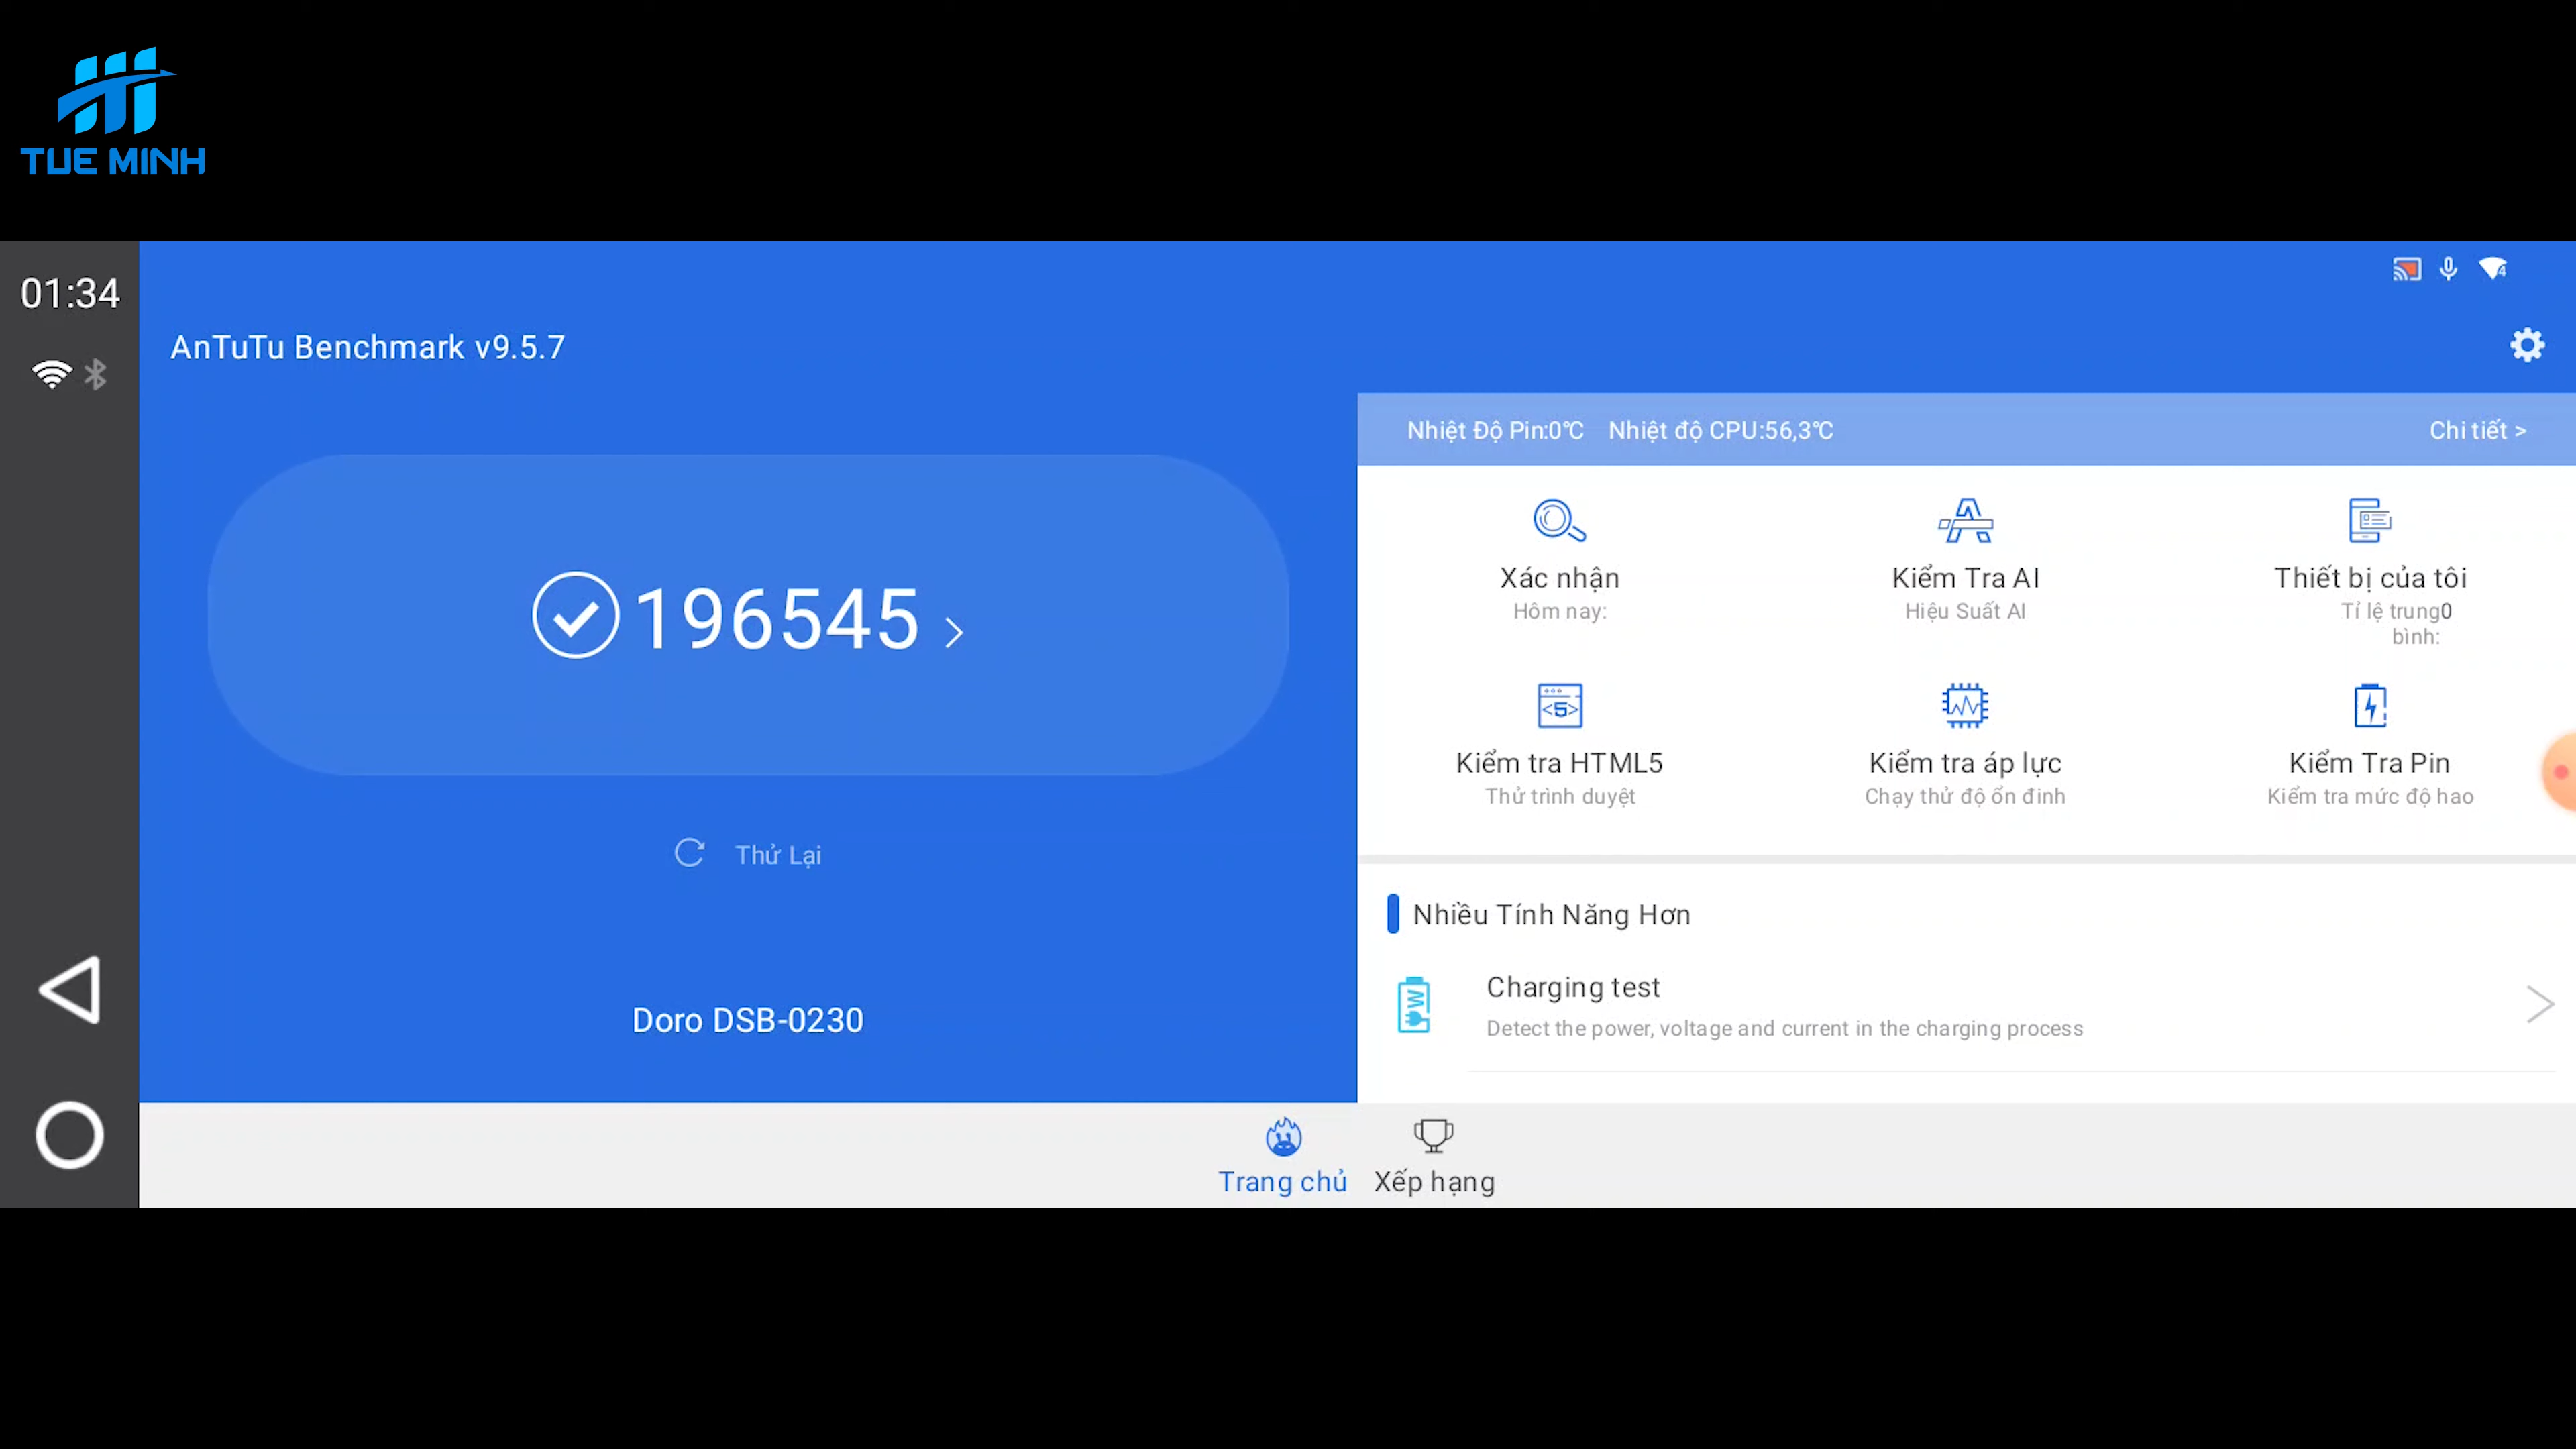 TUE MINH
01:34
AnTuTu Benchmark v9.5.7
196545
Thử Lại
Doro DSB-0230
Nhiệt Độ Pin:0℃ Nhiệt độ CPU:56,3℃ Chi tiết >
Xác nhận
Hôm nay:
Kiểm Tra AI
Hiệu Suất AI
Thiết bị của tôi
Tỉ lệ trung0
bình:
<5>
Kiểm tra HTML5
Thử trình duyệt
Kiểm tra áp lực
Chạy thử độ ổn đinh
Kiểm Tra Pin
Kiểm tra mức độ hao
Nhiều Tính Năng Hơn
W
Charging test
Detect the power, voltage and current in the charging process
Trang chủ
Xếp hạng